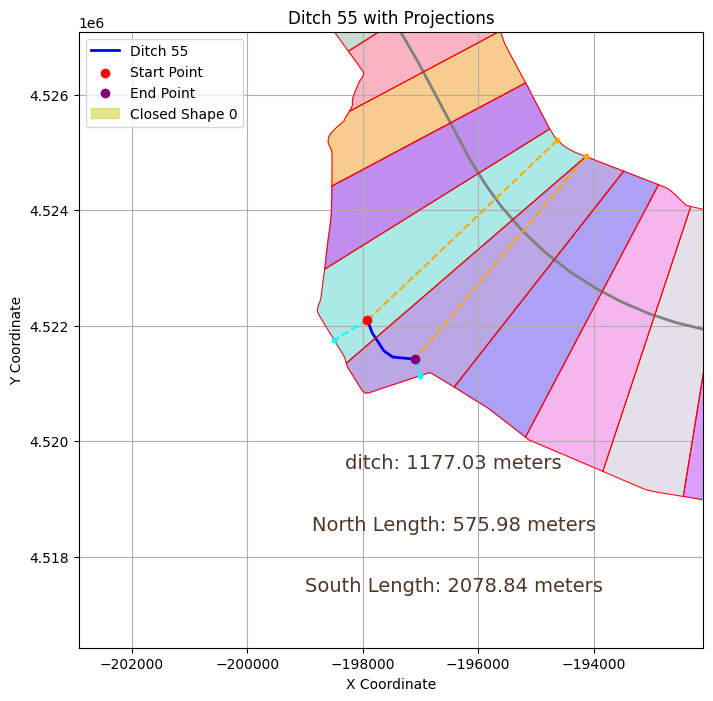 Ditch 55 with Projections
1e6
Ditch 55
Start Point
End Point
Closed Shape 0
4.526
4.524
4.522
4.520
4.518
Y Coordinate
ditch: 1177.03 meters
North Length: 575.98 meters
South Length: 2078.84 meters
−202000
−200000
−198000
−196000
−194000
X Coordinate